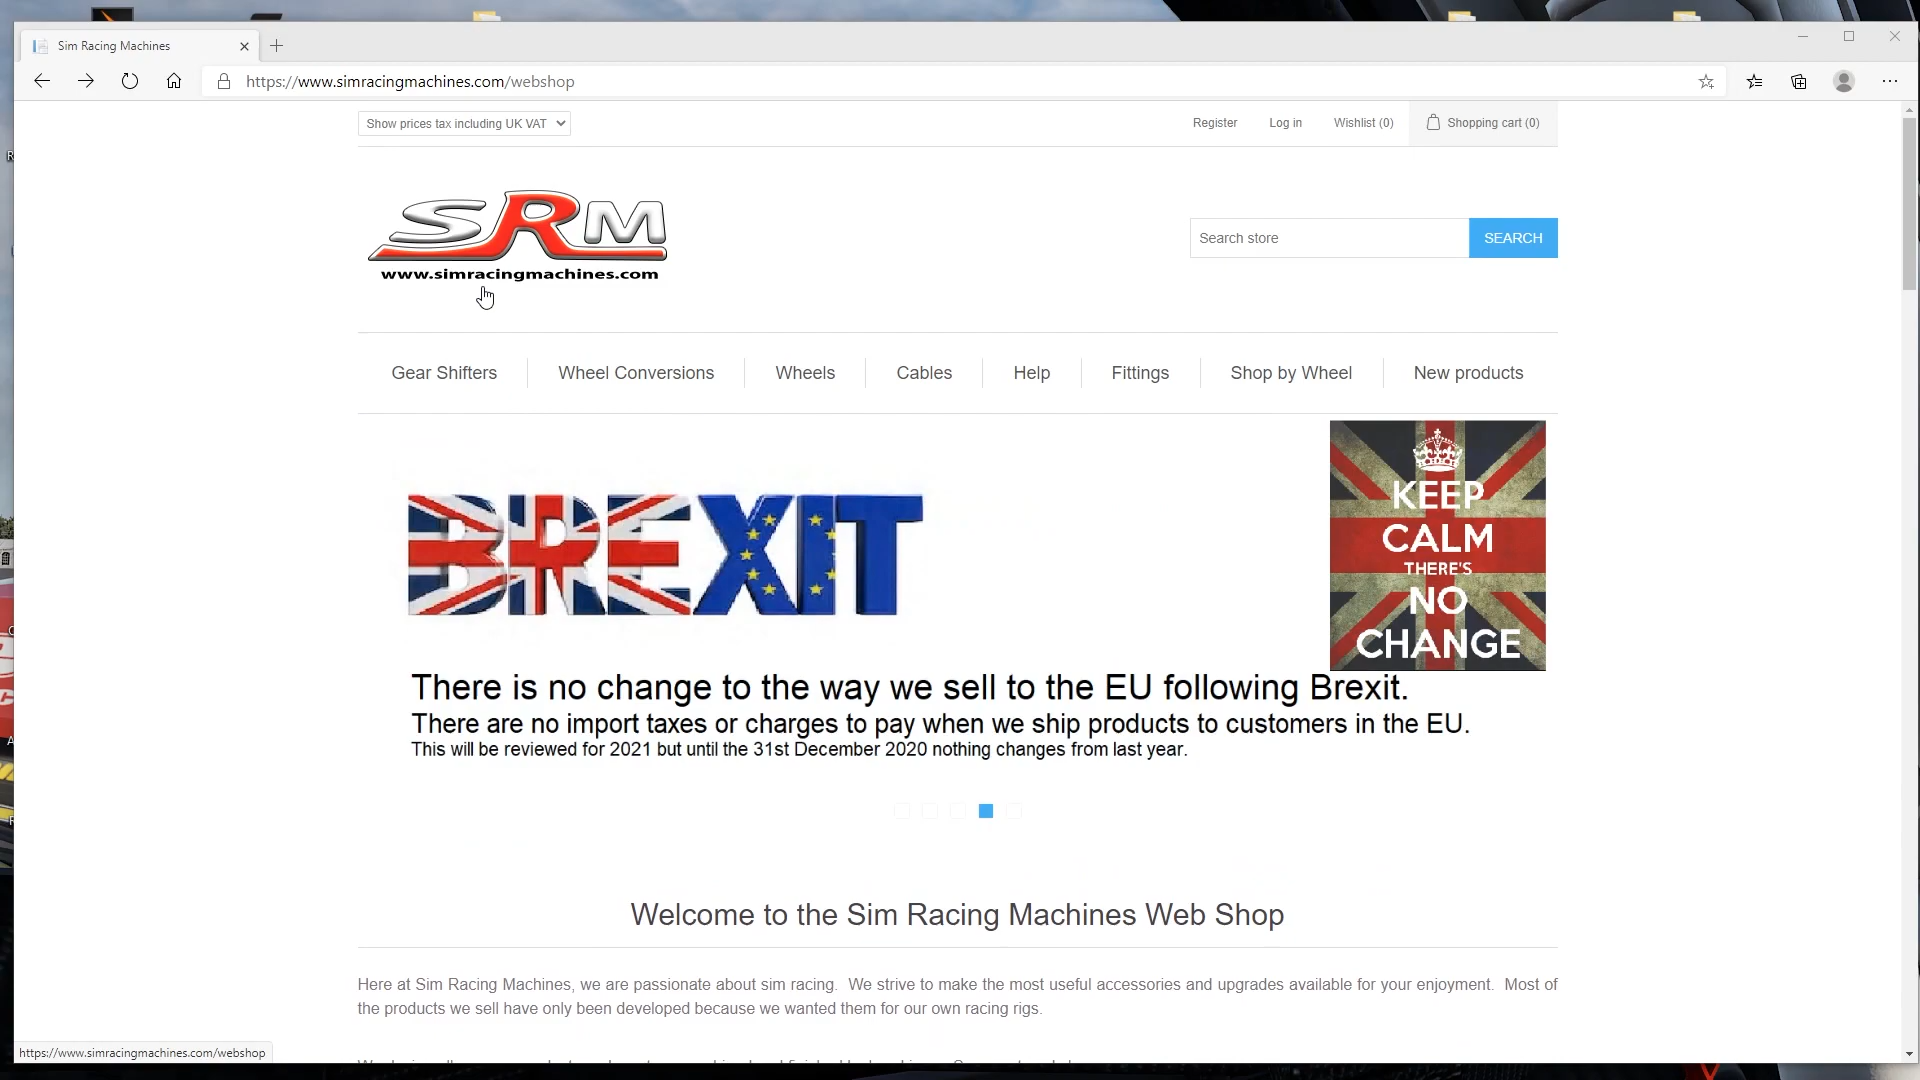 Sim Racing Machines
https://www.simracingmachines.com/webshop
Show prices tax including UK VAT
Register
Log in
Wishlist (0)
Shopping cart (0)
SRM
www.simracingmachines.com
Search store
SEARCH
Gear Shifters
Wheel Conversions
Wheels
Cables
Help
Fittings
Shop by Wheel
New products
BREXIT
KEEP
CALM
THERE'S
NO
CHANGE
There is no change to the way we sell to the EU following Brexit.
There are no import taxes or charges to pay when we ship products to customers in the EU.
This will be reviewed for 2021 but until the 31st December 2020 nothing changes from last year.
Welcome to the Sim Racing Machines Web Shop
Here at Sim Racing Machines, we are passionate about sim racing.  We strive to make the most useful accessories and upgrades available for your enjoyment.  Most of
the products we sell have only been developed because we wanted them for our own racing rigs.
https://www.simracingmachines.com/webshop